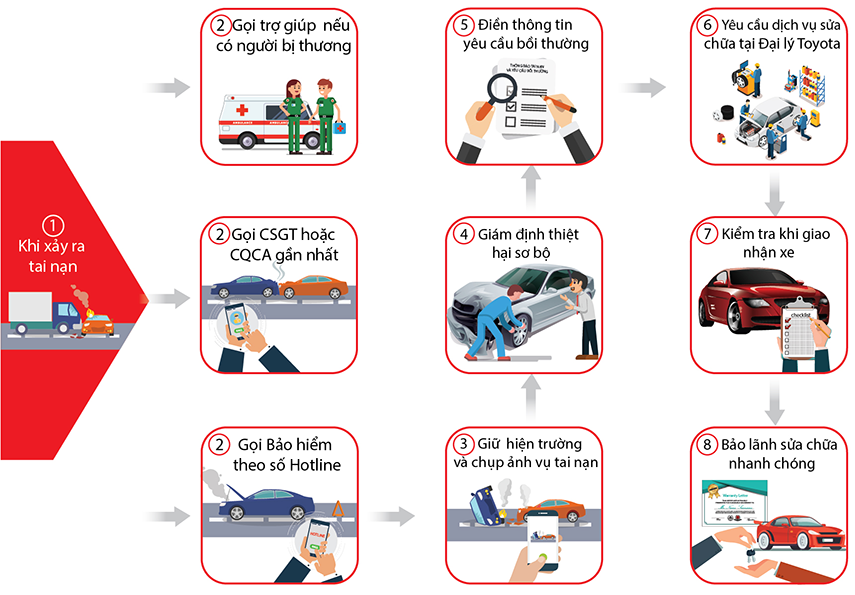 1
Khi xảy ra
tai nạn
2 Gọi trợ giúp nếu
có người bị thương
AMBULANCE
2 Gọi CSGT hoặc
CQCA gần nhất
2 Gọi Bảo hiểm
theo số Hotline
HOTLINE
3 Giữ hiện trường
và chụp ảnh vụ tai nạn
4 Giám định thiệt
hại sơ bộ
5 Điền thông tin
yêu cầu bồi thường
THÔNG BÁO TAI NẠN
VÀ YÊU CẦU BỒI THƯỜNG
6 Yêu cầu dịch vụ sửa
chữa tại Đại lý Toyota
7 Kiểm tra khi giao
nhận xe
checklist
8 Bảo lãnh sửa chữa
nhanh chóng
Warranty Letter